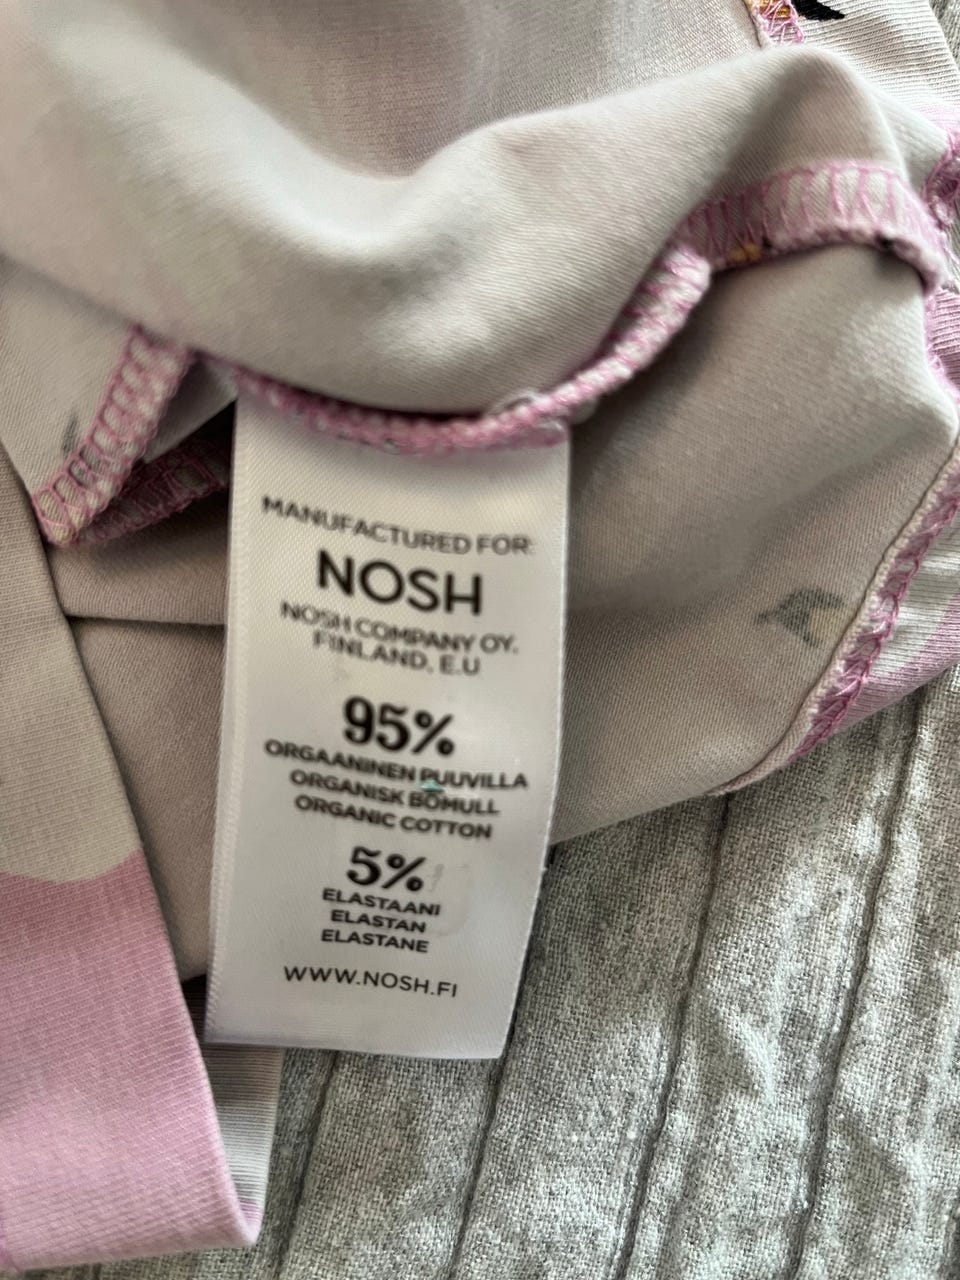 MANUFACTURED FOR:
NOSH
NOSH COMPANY OY.
FINLAND, E.U
95%
ORGAANINEN PUUVILLA
ORGANISK BOMULL
ORGANIC COTTON
5%
ELASTAANI
ELASTAN
ELASTANE
WWW.NOSH.FI